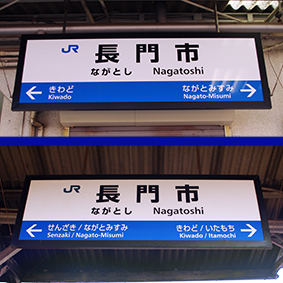 JR 長門市
ながとし Nagatoshi
きわど ながとみすみ
Kiwado Nagato-Misumi
JR 長門市
ながとし Nagatoshi
せんざき/ながとみすみ きわど/いたもち
Senzaki / Nagato-Misumi Kiwado / Itamochi